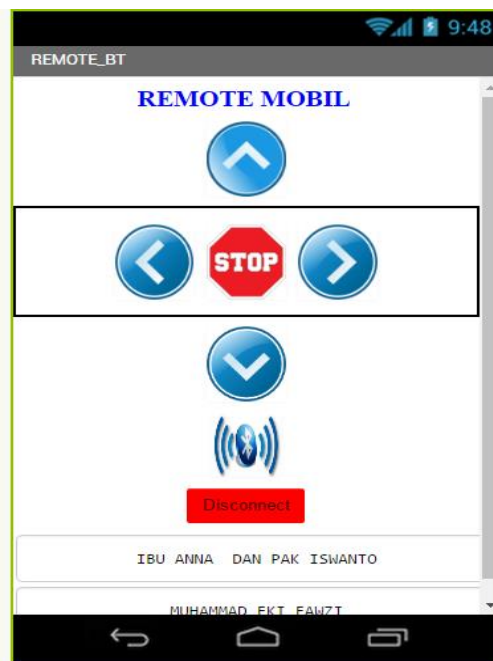 9:48
REMOTE_BT
REMOTE MOBIL
STOP
Disconnect
IBU ANNA DAN PAK ISWANTO
MUHAMMAD EKI FAWZI